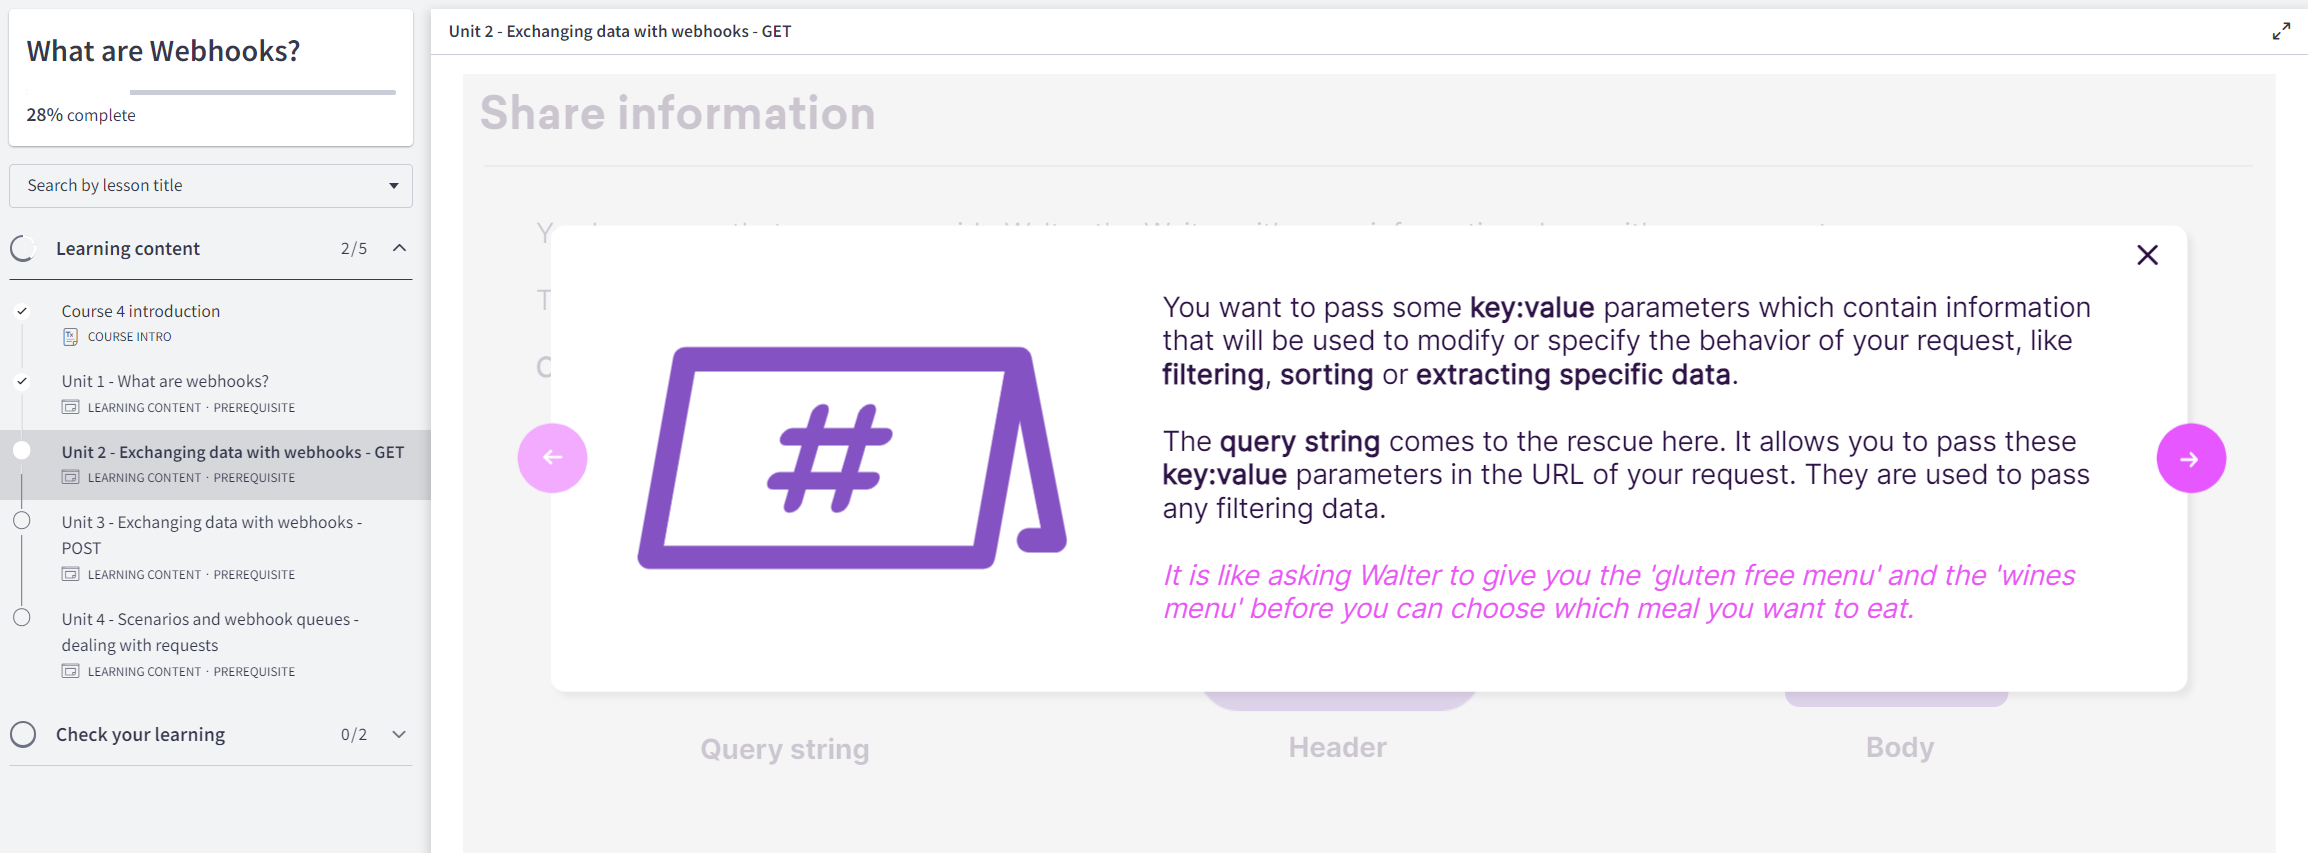 What are Webhooks?
28% complete
Search by lesson title
Learning content 2/5
Course 4 introduction
COURSE INTRO
Unit 1 - What are webhooks?
LEARNING CONTENT · PREREQUISITE
Unit 2 - Exchanging data with webhooks - GET
LEARNING CONTENT · PREREQUISITE
Unit 3 - Exchanging data with webhooks -
POST
LEARNING CONTENT · PREREQUISITE
Unit 4 - Scenarios and webhook queues -
dealing with requests
LEARNING CONTENT · PREREQUISITE
Check your learning 0/2
Unit 2 - Exchanging data with webhooks - GET
Share information
You want to pass some key:value parameters which contain information
that will be used to modify or specify the behavior of your request, like
filtering, sorting or extracting specific data.
The query string comes to the rescue here. It allows you to pass these
key:value parameters in the URL of your request. They are used to pass
any filtering data.
It is like asking Walter to give you the 'gluten free menu' and the 'wines
menu' before you can choose which meal you want to eat.
#
Query string
Header
Body